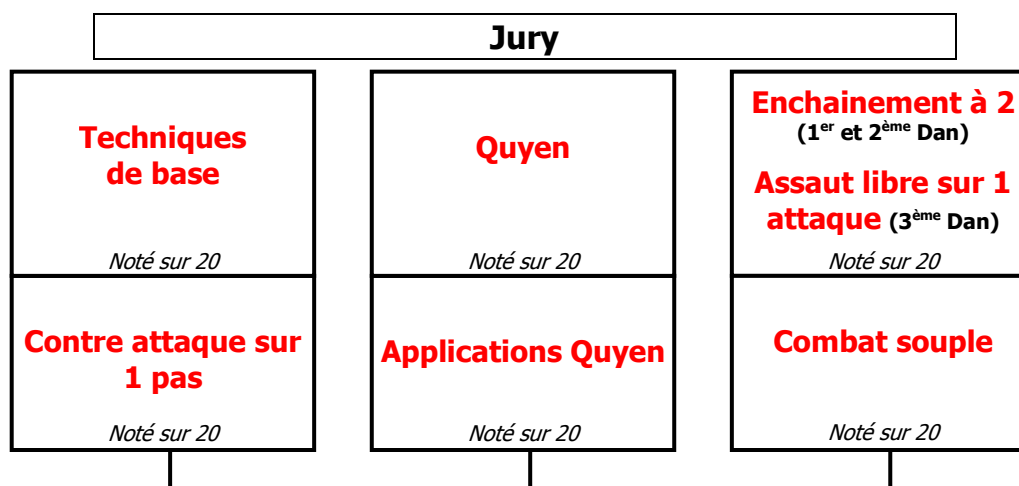 Jury
Techniques
de base
Noté sur 20
Contre attaque sur
1 pas
Noté sur 20
Quyen
Noté sur 20
Applications Quyen
Noté sur 20
Enchainement à 2
(1er et 2ème Dan)
Assaut libre sur 1
attaque (3ème Dan)
Noté sur 20
Combat souple
Noté sur 20